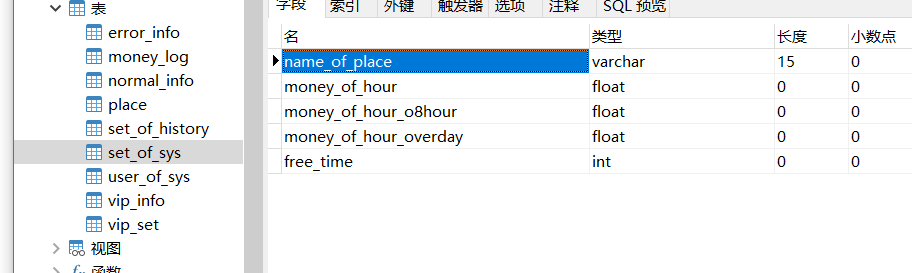 表
error_info
money_log
normal_info
place
set_of_history
set_of_sys
user_of_sys
vip_info
vip_set
视图
函数
字段 索引 外键 触发器 选项 注释 SQL 预览
名 类型 长度 小数点
name_of_place varchar 15 0
money_of_hour float 0 0
money_of_hour_o8hour float 0 0
money_of_hour_overday float 0 0
free_time int 0 0